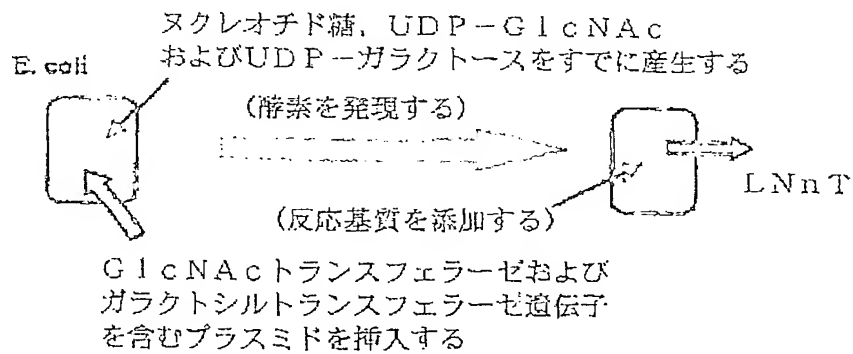 ヌクレオチド糖、UDP-GlcNAc
およびUDP-ガラクトースをすでに産生する
E. coli
(酵素を発現する)
LNnT
(反応基質を添加する)
GlcNAcトランスフェラーゼおよび
ガラクトシルトランスフェラーゼ遺伝子
を含むプラスミドを挿入する